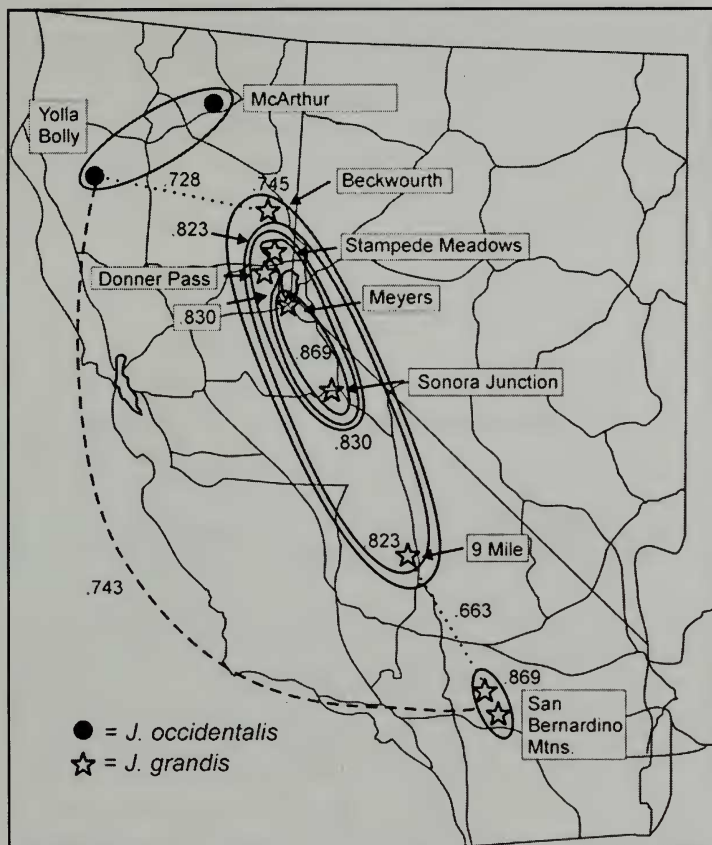 McArthur
Yolla
Bolly
.728
.745
Beckwourth
.823
Stampede Meadows
Donner Pass
Meyers
.830
.869
Sonora Junction
.830
.823
9 Mile
.743
.663
.869
San
Bernardino
Mtns.
= J. occidentalis
= J. grandis